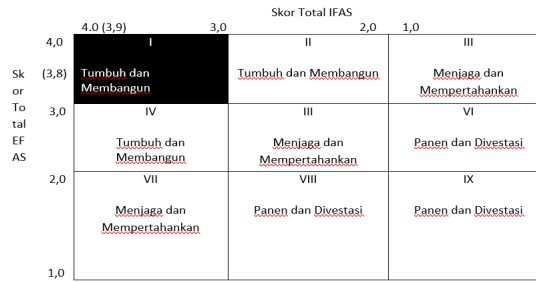 Skor Total IFAS
4.0 (3,9) 3,0 2,0 1,0
4,0 I II III
Sk
or
To
tal
EF
AS
(3,8) Tumbuh dan
Membangun
Tumbuh dan Membangun
Menjaga dan
Mempertahankan
3,0 IV III VI
Tumbuh dan
Membangun
Menjaga dan
Mempertahankan
Panen dan Divestasi
2,0 VII VIII IX
Menjaga dan
Mempertahankan
Panen dan Divestasi
Panen dan Divestasi
1,0